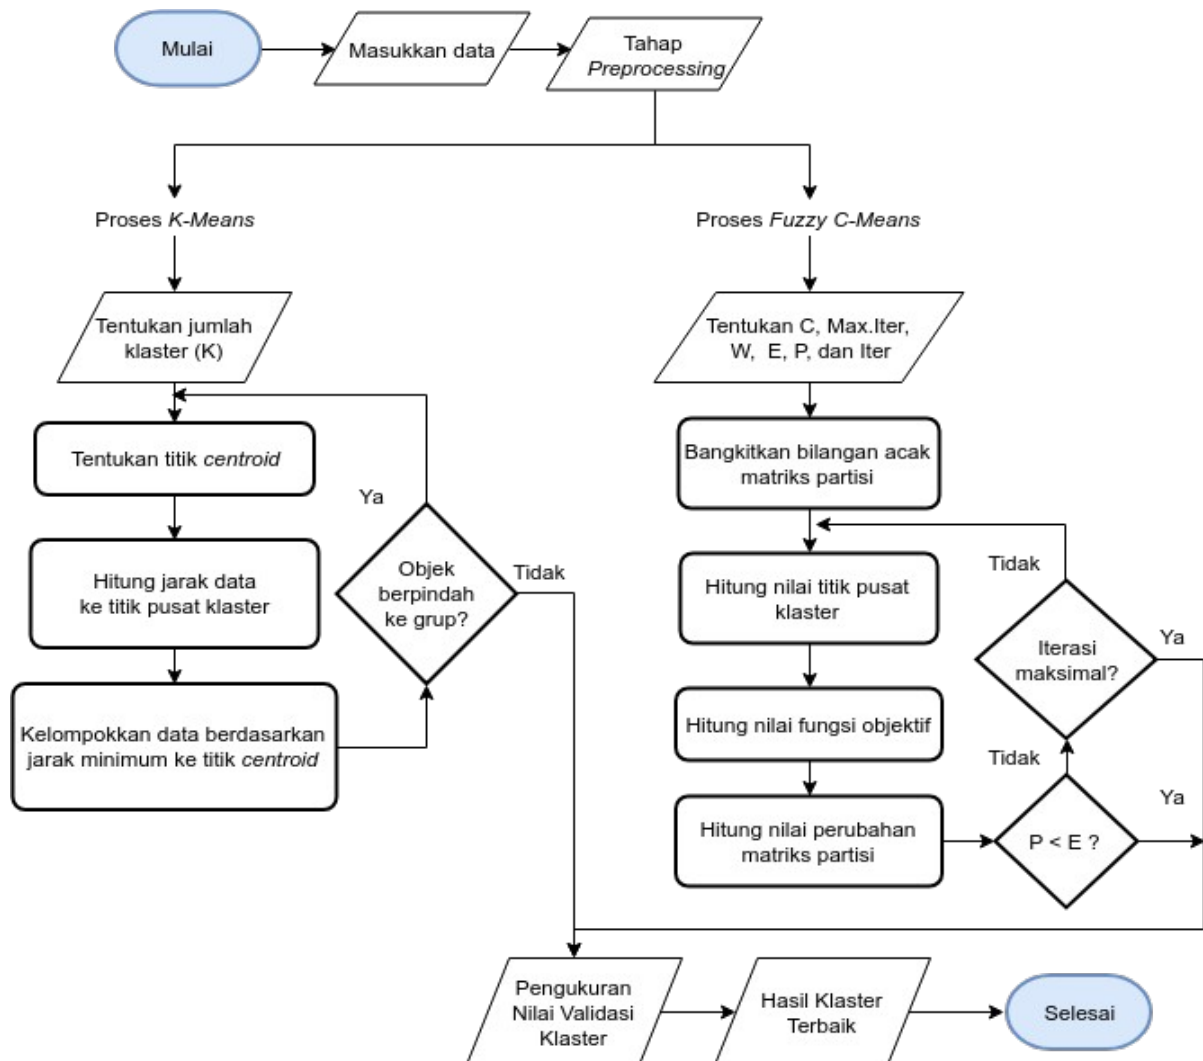 Mulai
Masukkan data
Tahap
Preprocessing
Proses K-Means
Tentukan jumlah
klaster (K)
Tentukan titik centroid
Hitung jarak data
ke titik pusat klaster
Kelompokkan data berdasarkan
jarak minimum ke titik centroid
Ya
Objek
berpindah
ke grup?
Tidak
Proses Fuzzy C-Means
Tentukan C, Max.Iter,
W, E, P, dan Iter
Bangkitkan bilangan acak
matriks partisi
Hitung nilai titik pusat
klaster
Hitung nilai fungsi objektif
Hitung nilai perubahan
matriks partisi
Tidak
Iterasi
maksimal?
Ya
Tidak
P < E ?
Ya
Pengukuran
Nilai Validasi
Klaster
Hasil Klaster
Terbaik
Selesai